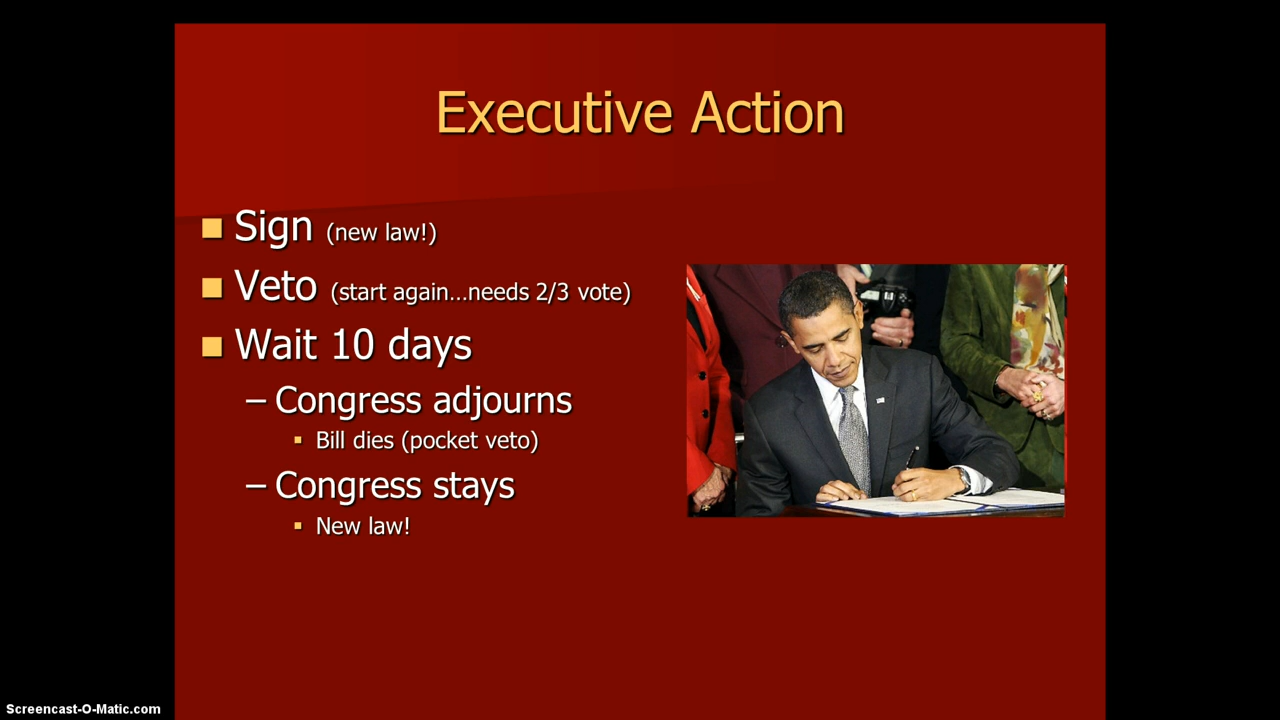 Executive Action
Sign (new law!)
Veto (start again...needs 2/3 vote)
Wait 10 days
– Congress adjourns
Bill dies (pocket veto)
– Congress stays
New law!
Screencast-O-Matic.com